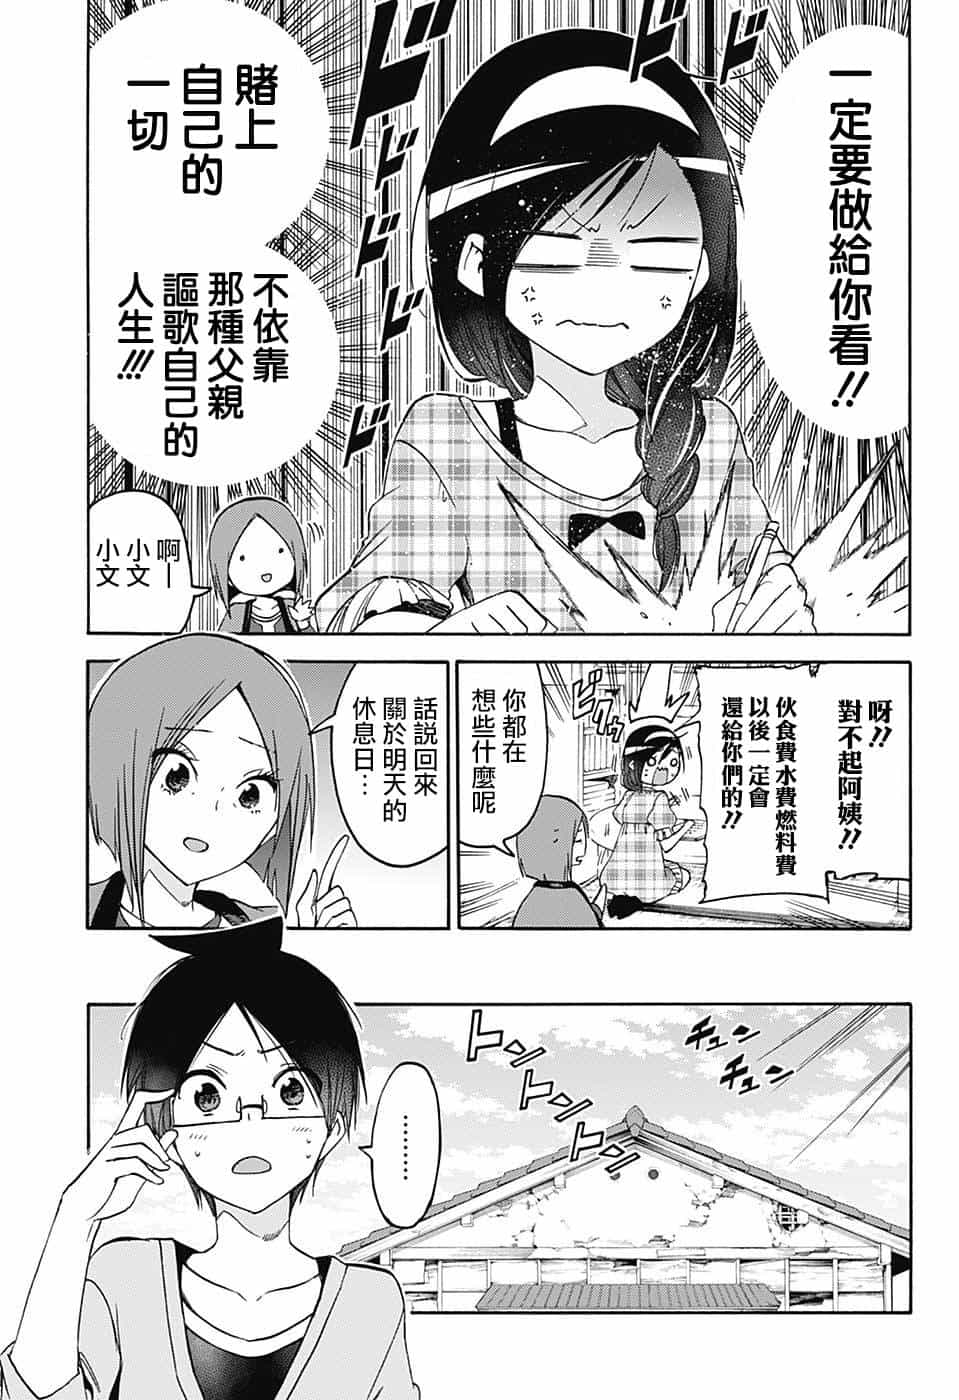 一定要做給你看!!
賭上
自己的
一切
不依靠
那種父親
謳歌自己的
人生!!!
ドドドド
ドドド
ドド
啊—
小文
小文
呀!!
對不起阿姨!!
伙食費水費燃料費
以後一定會
還給你們的!!
ビクゥッ
你都在
想些什麼呢
話說回來
關於明天的
休息日…
チュン
チュン
トントン
トントン
………